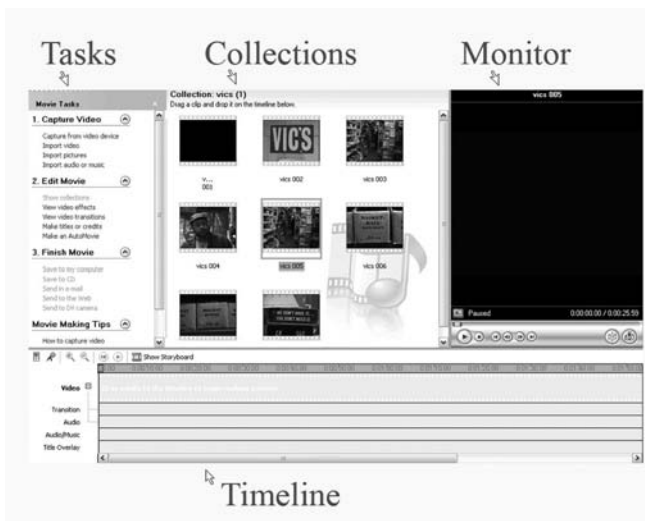 Tasks
Collections
Monitor
Movie Tasks
1. Capture Video
Capture from video device
Import video
Import pictures
Import audio or music
2. Edit Movie
Show collections
View video effects
View video transitions
Make titles or credits
Make an AutoMovie
3. Finish Movie
Save to my computer
Save to CD
Send in e-mail
Send to the Web
Send to DV camera
Movie Making Tips
How to capture video
Collection: vics (1)
Drag a clip and drop it on the timeline below.
v...
001
VIC'S
vics 002
vics 003
vics 004
vics 005
vics 006
vics 005
Paused
0:00:00.00 / 0:00:25.59
Show Storyboard
Video
Transition
Audio
Audio/Music
Title Overlay
Timeline